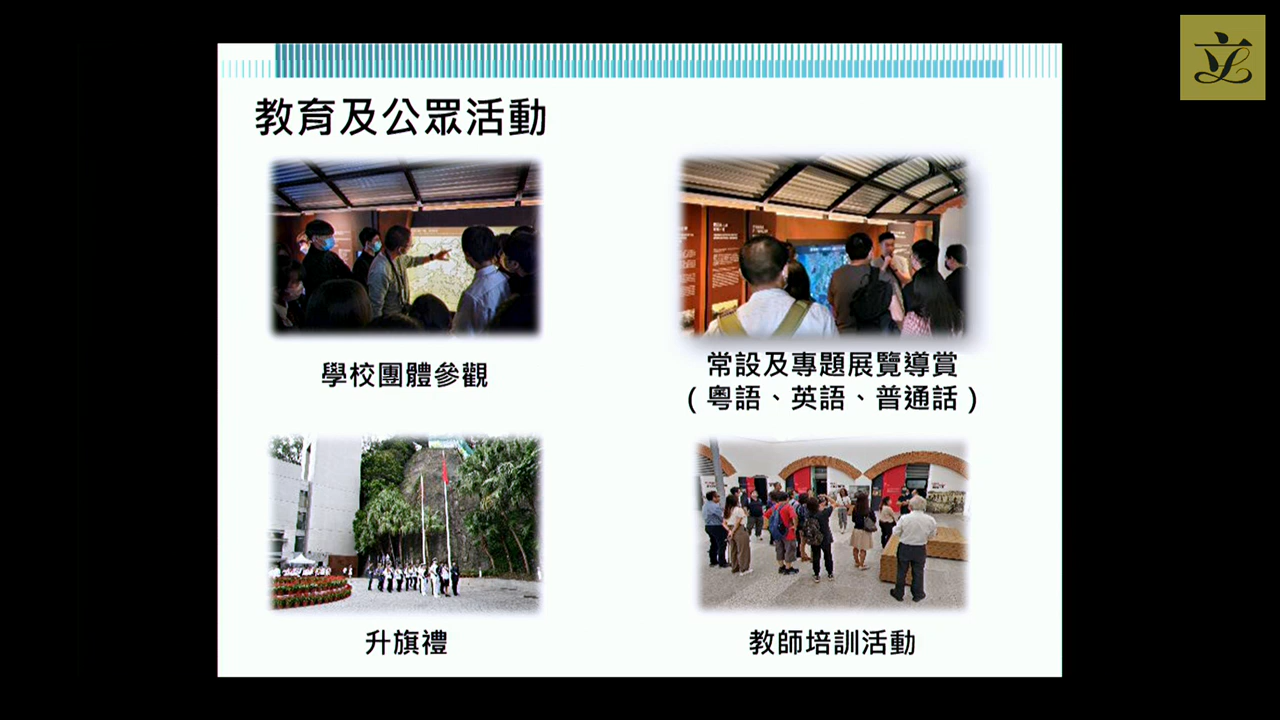 教育及公眾活動
學校團體參觀
常設及專題展覽導賞
(粵語、英語、普通話)
升旗禮
教師培訓活動
立